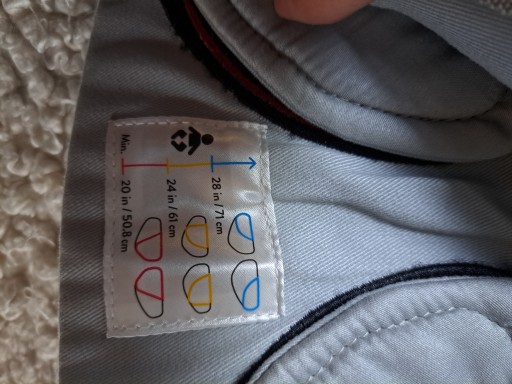 28 in / 71 cm
24 in / 61 cm
Min. 20 in / 50.8 cm